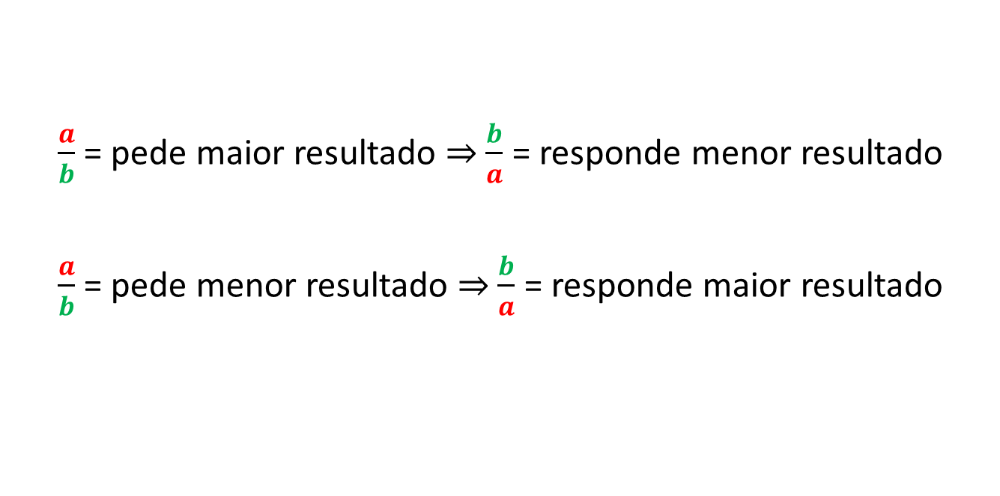 a/b = pede maior resultado ⇒ b/a = responde menor resultado
a/b = pede menor resultado ⇒ b/a = responde maior resultado